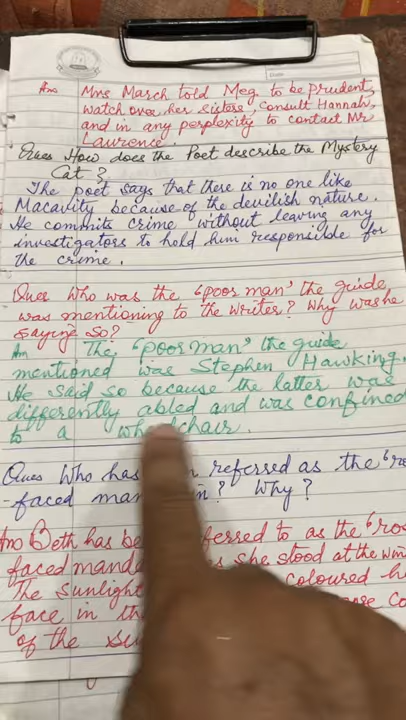 Date
Ans Mrs March told Meg to be prudent,
watch over her sisters, consult Hannah,
and in any perplexity to contact Mr
Laurence.
Ques How does the Poet describe the Mystery
Cat?
The poet says that there is no one like
Macavity because of the devilish nature.
He commits crime without leaving any
investigators to hold him responsible for
the crime.
Ques Who was the "poor man" the guide
was mentioning to the writer? Why was he
saying so?
Ans The "poor man" the guide
mentioned was Stephen Hawking.
He said so because the latter was
differently abled and was confined
to a wheelchair.
Ques Who has referred as the
-faced man ? Why?
Ans Beth has to as the
faced she stood at the
The Sunlight coloured
face in
of the